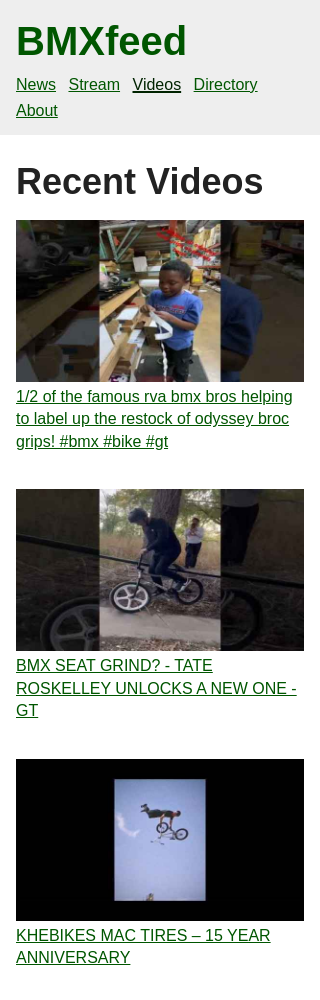 BMXfeed
News Stream Videos Directory
About
Recent Videos
1/2 of the famous rva bmx bros helping
to label up the restock of odyssey broc
grips! #bmx #bike #gt
BMX SEAT GRIND? - TATE
ROSKELLEY UNLOCKS A NEW ONE -
GT
KHEBIKES MAC TIRES – 15 YEAR
ANNIVERSARY